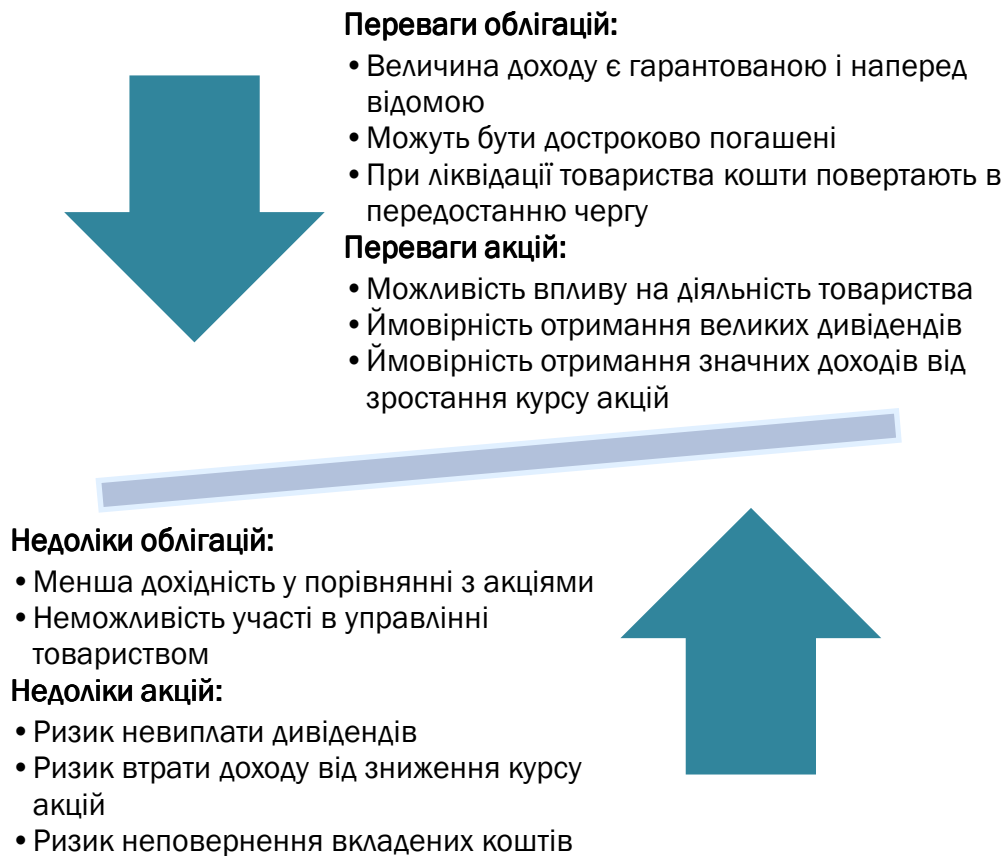 Переваги облігацій:
• Величина доходу є гарантованою і наперед
відомою
• Можуть бути достроково погашені
• При ліквідації товариства кошти повертають в
передостанню чергу
Переваги акцій:
• Можливість впливу на діяльність товариства
• Ймовірність отримання великих дивідендів
• Ймовірність отримання значних доходів від
зростання курсу акцій
Недоліки облігацій:
• Менша дохідність у порівнянні з акціями
• Неможливість участі в управлінні
товариством
Недоліки акцій:
• Ризик невиплати дивідендів
• Ризик втрати доходу від зниження курсу
акцій
• Ризик неповернення вкладених коштів